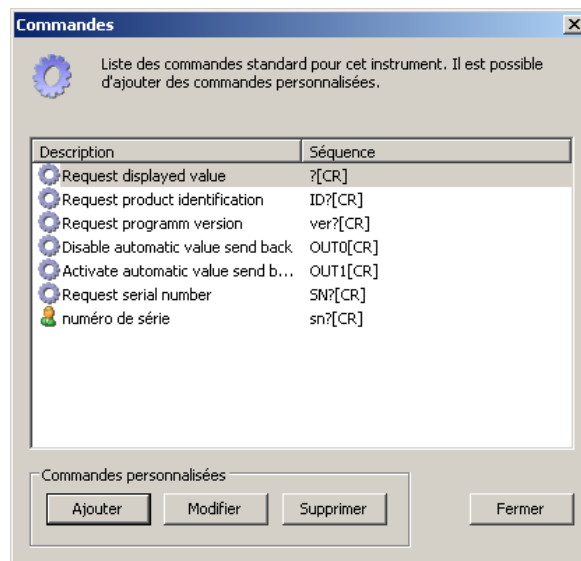 Commandes
Liste des commandes standard pour cet instrument. Il est possible
d'ajouter des commandes personnalisées.
Description Séquence
Request displayed value ?[CR]
Request product identification ID?[CR]
Request programm version ver?[CR]
Disable automatic value send back OUT0[CR]
Activate automatic value send b... OUT1[CR]
Request serial number SN?[CR]
numéro de série sn?[CR]
Commandes personnalisées
Ajouter Modifier Supprimer Fermer